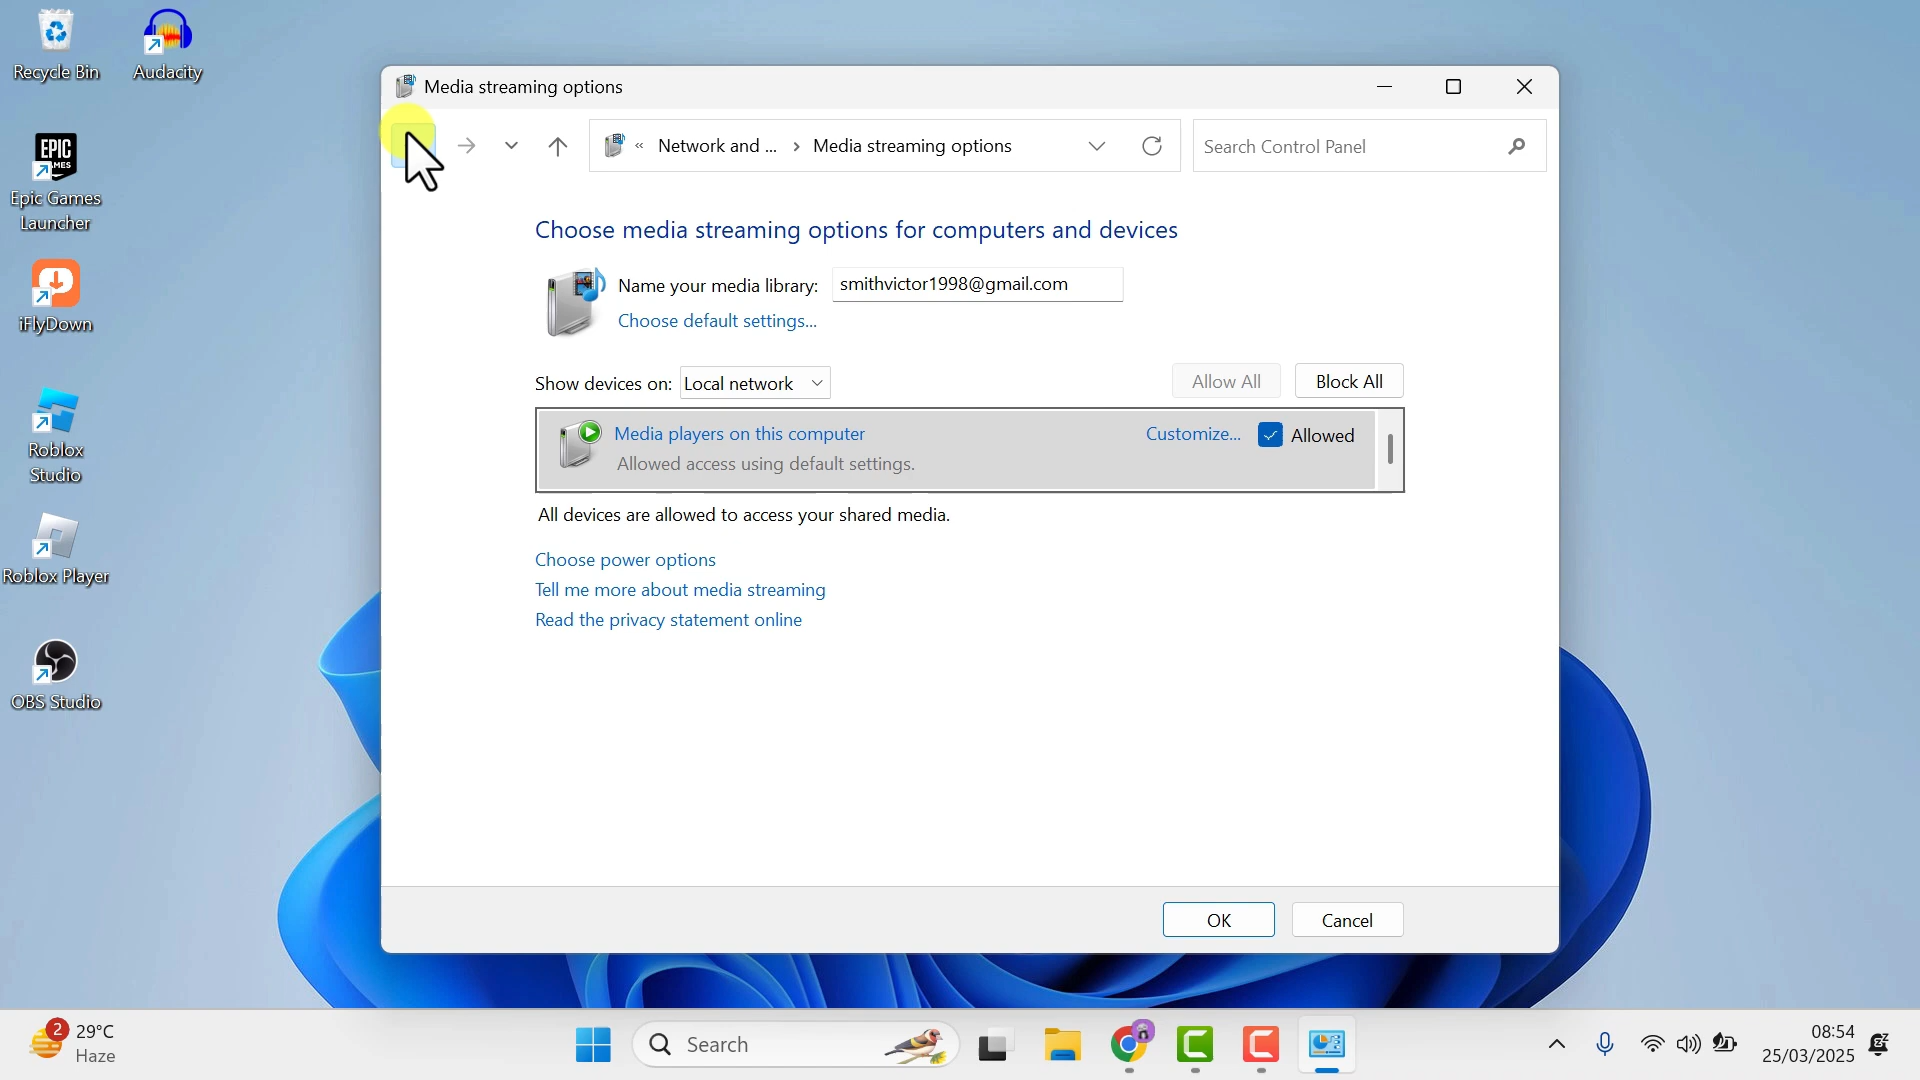 Recycle Bin
Audacity
EPIC
GAMES
Epic Games
Launcher
iFlyDown
Roblox
Studio
Roblox Player
OBS Studio
Media streaming options
« Network and ... > Media streaming options
Search Control Panel
Choose media streaming options for computers and devices
Name your media library: smithvictor1998@gmail.com
Choose default settings...
Show devices on: Local network
Allow All
Block All
Media players on this computer
Customize...
Allowed
Allowed access using default settings.
All devices are allowed to access your shared media.
Choose power options
Tell me more about media streaming
Read the privacy statement online
OK
Cancel
2
29°C
Haze
Search
08:54
25/03/2025